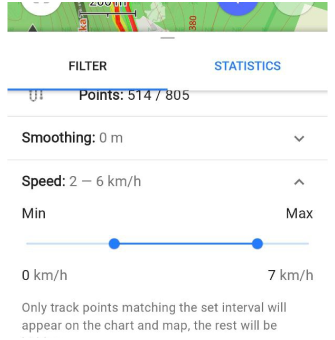 200 m
380
FILTER
STATISTICS
Points: 514 / 805
Smoothing: 0 m
Speed: 2 — 6 km/h
Min
Max
0 km/h
7 km/h
Only track points matching the set interval will
appear on the chart and map, the rest will be